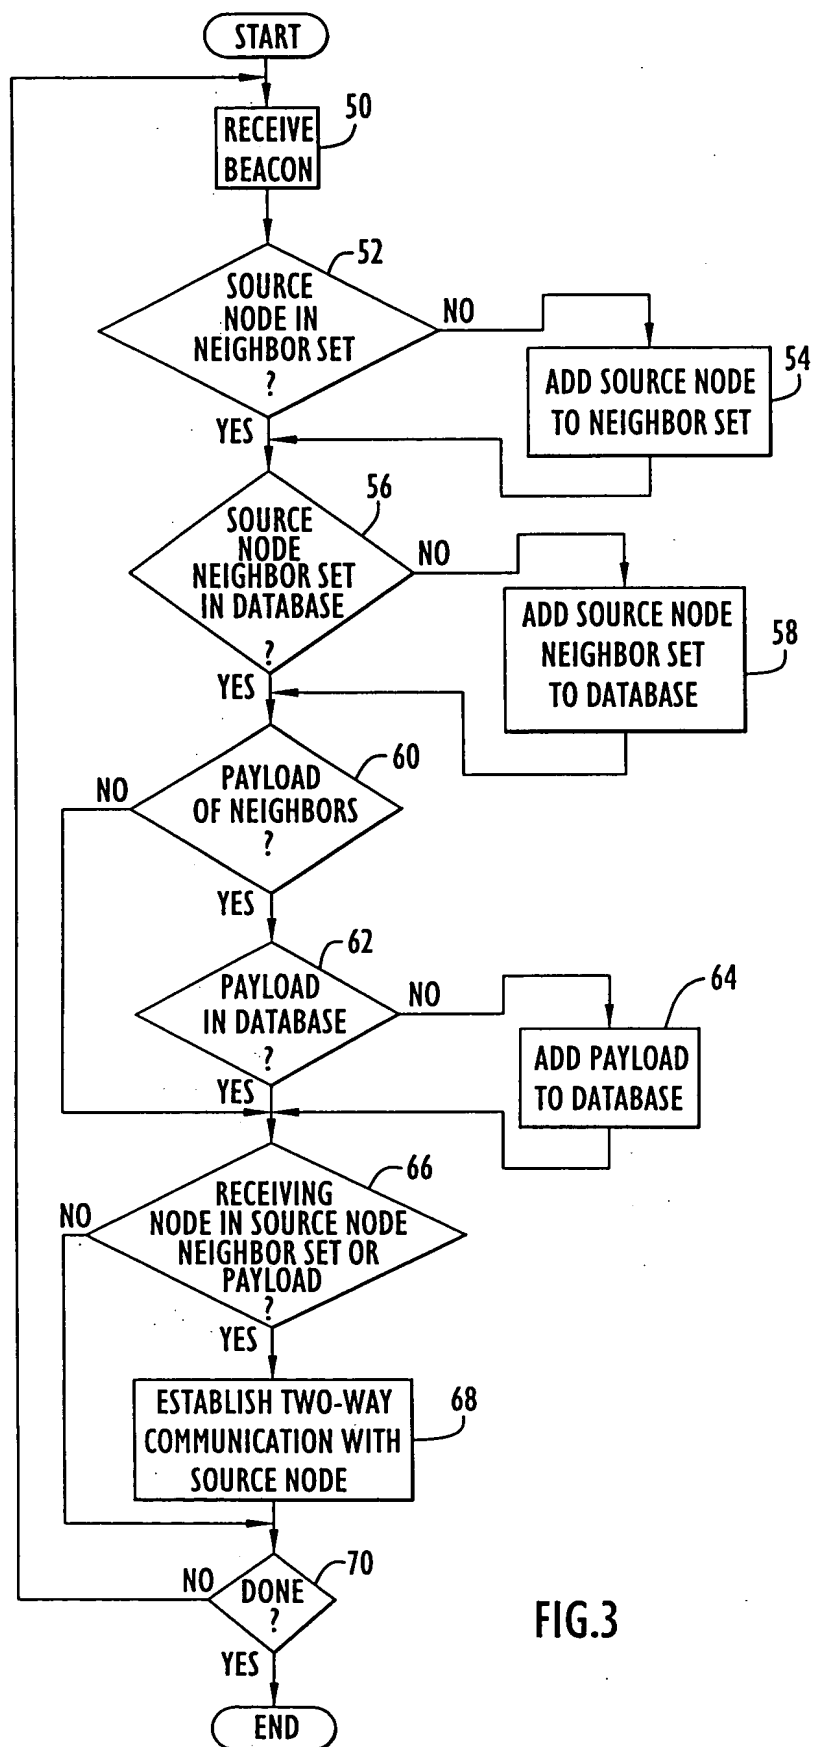 START
50
RECEIVE
BEACON
52
SOURCE
NODE IN
NEIGHBOR SET
?
NO
54
ADD SOURCE NODE
TO NEIGHBOR SET
YES
56
SOURCE
NODE
NEIGHBOR SET
IN DATABASE
?
NO
58
ADD SOURCE NODE
NEIGHBOR SET
TO DATABASE
YES
60
PAYLOAD
OF NEIGHBORS
?
NO
YES
62
PAYLOAD
IN DATABASE
?
NO
64
ADD PAYLOAD
TO DATABASE
YES
66
RECEIVING
NODE IN SOURCE NODE
NEIGHBOR SET OR
PAYLOAD
?
NO
YES
68
ESTABLISH TWO-WAY
COMMUNICATION WITH
SOURCE NODE
70
DONE
?
NO
YES
END
FIG.3